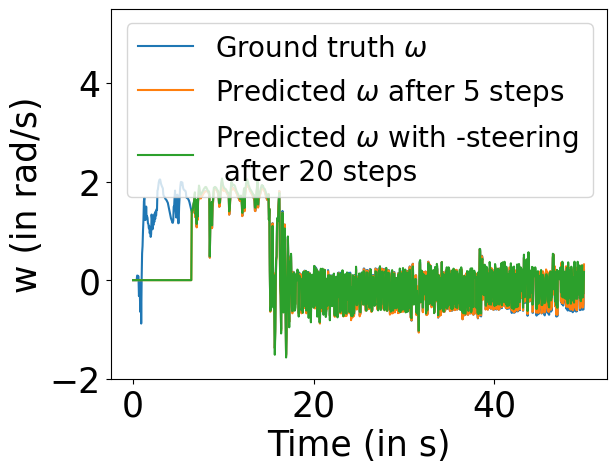 Ground truth ω
Predicted ω after 5 steps
Predicted ω with -steering
after 20 steps
w (in rad/s)
4
2
0
−2
0
20
40
Time (in s)